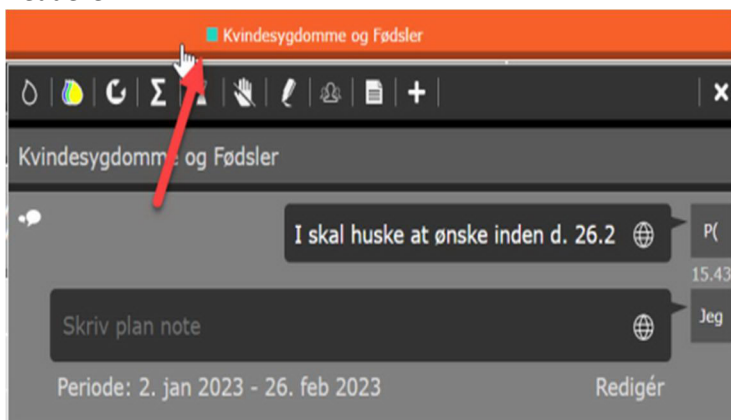 Kvindesygdomme og Fødsler
Kvindesygdomme og Fødsler
I skal huske at ønske inden d. 26.2
P(
15.43
Skriv plan note
Jeg
Periode: 2. jan 2023 - 26. feb 2023
Redigér